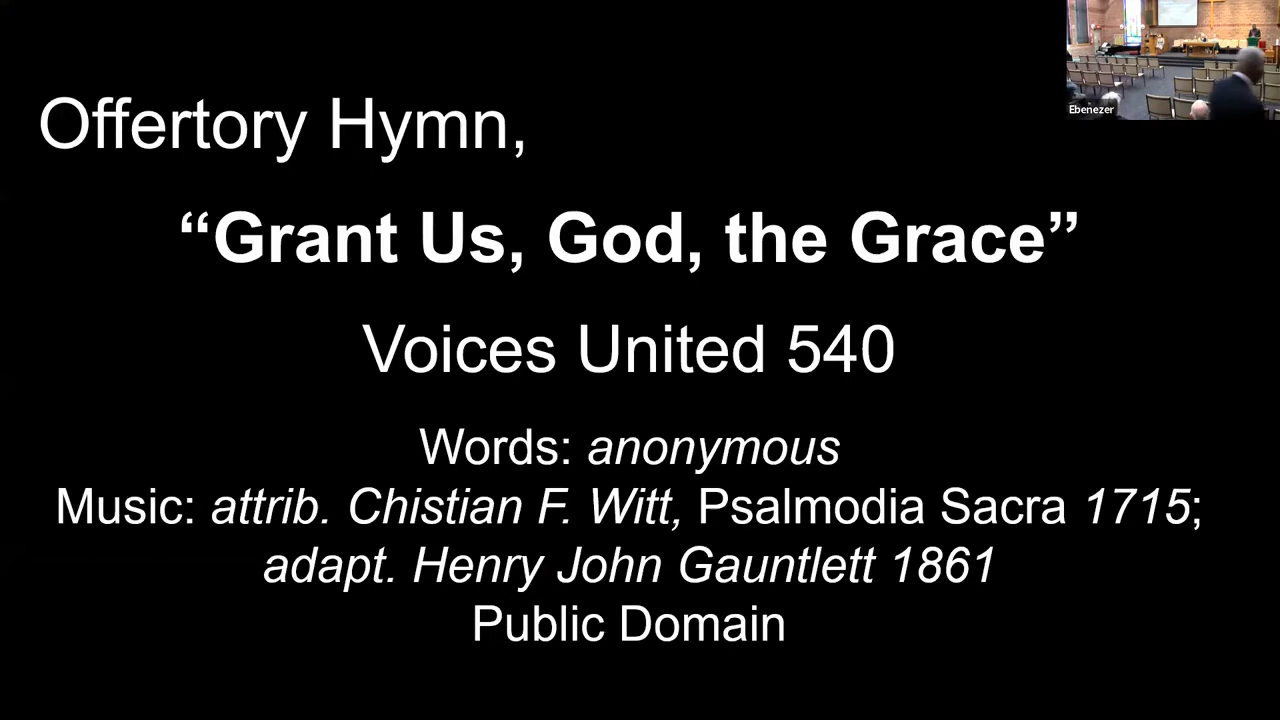 Offertory Hymn,
“Grant Us, God, the Grace”
Voices United 540
Words: anonymous
Music: attrib. Chistian F. Witt, Psalmodia Sacra 1715;
adapt. Henry John Gauntlett 1861
Public Domain
Ebenezer